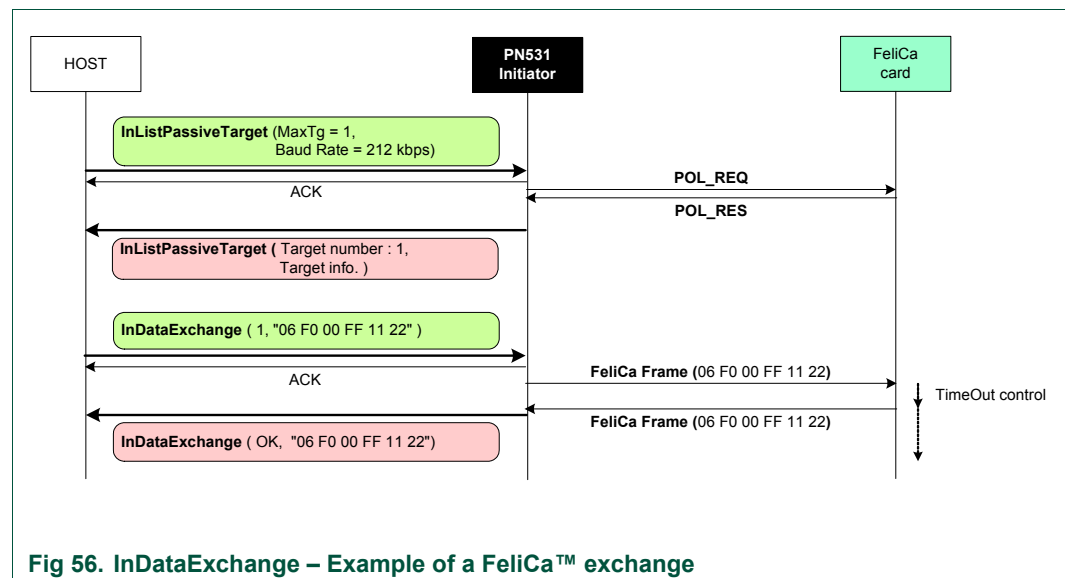 HOST
PN531
Initiator
FeliCa
card
InListPassiveTarget (MaxTg = 1,
Baud Rate = 212 kbps)
ACK
POL_REQ
POL_RES
InListPassiveTarget ( Target number : 1,
Target info. )
InDataExchange ( 1, "06 F0 00 FF 11 22" )
ACK
FeliCa Frame (06 F0 00 FF 11 22)
TimeOut control
FeliCa Frame (06 F0 00 FF 11 22)
InDataExchange ( OK, "06 F0 00 FF 11 22")
Fig 56. InDataExchange – Example of a FeliCa™ exchange